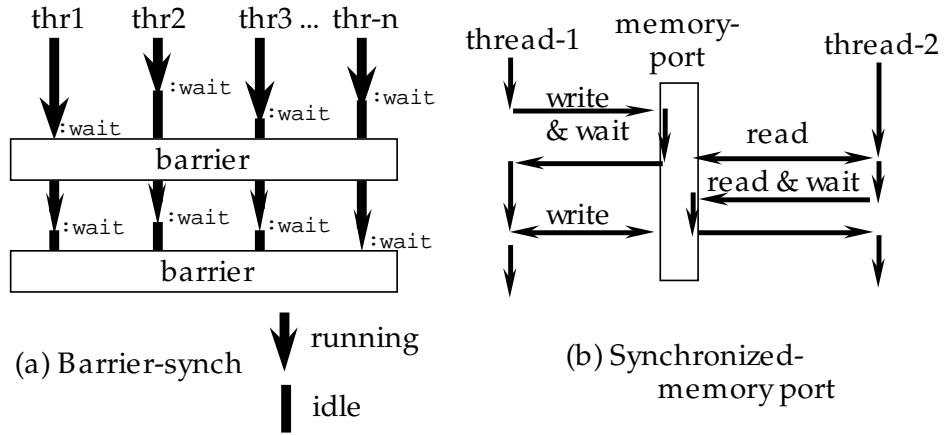 thr1 thr2 thr3 ... thr-n
:wait :wait :wait :wait
barrier
:wait :wait :wait :wait
barrier
running
(a) Barrier-synch
idle
memory-
port
thread-1
thread-2
write
& wait
read
read & wait
write
(b) Synchronized-
memory port